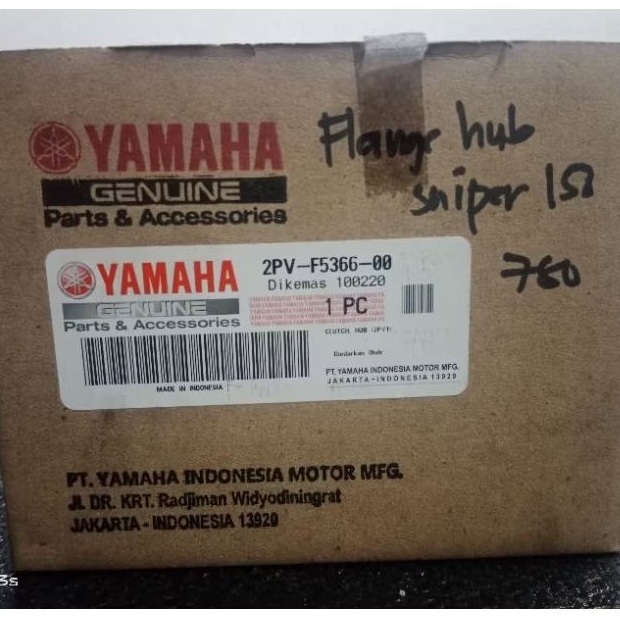 YAMAHA
GENUINE
Parts & Accessories
Flange hub
sniper 150
760
YAMAHA
GENUINE
Parts & Accessories
MADE IN INDONESIA
2PV-F5366-00
Dikemas 100220
1 PC
CLUTCH, HUB (2PV1)
Diedarkan Oleh
PT. YAMAHA INDONESIA MOTOR MFG.
JAKARTA-INDONESIA 13920
PT. YAMAHA INDONESIA MOTOR MFG.
Jl. DR. KRT. Radjiman Widyodiningrat
JAKARTA - INDONESIA 13920